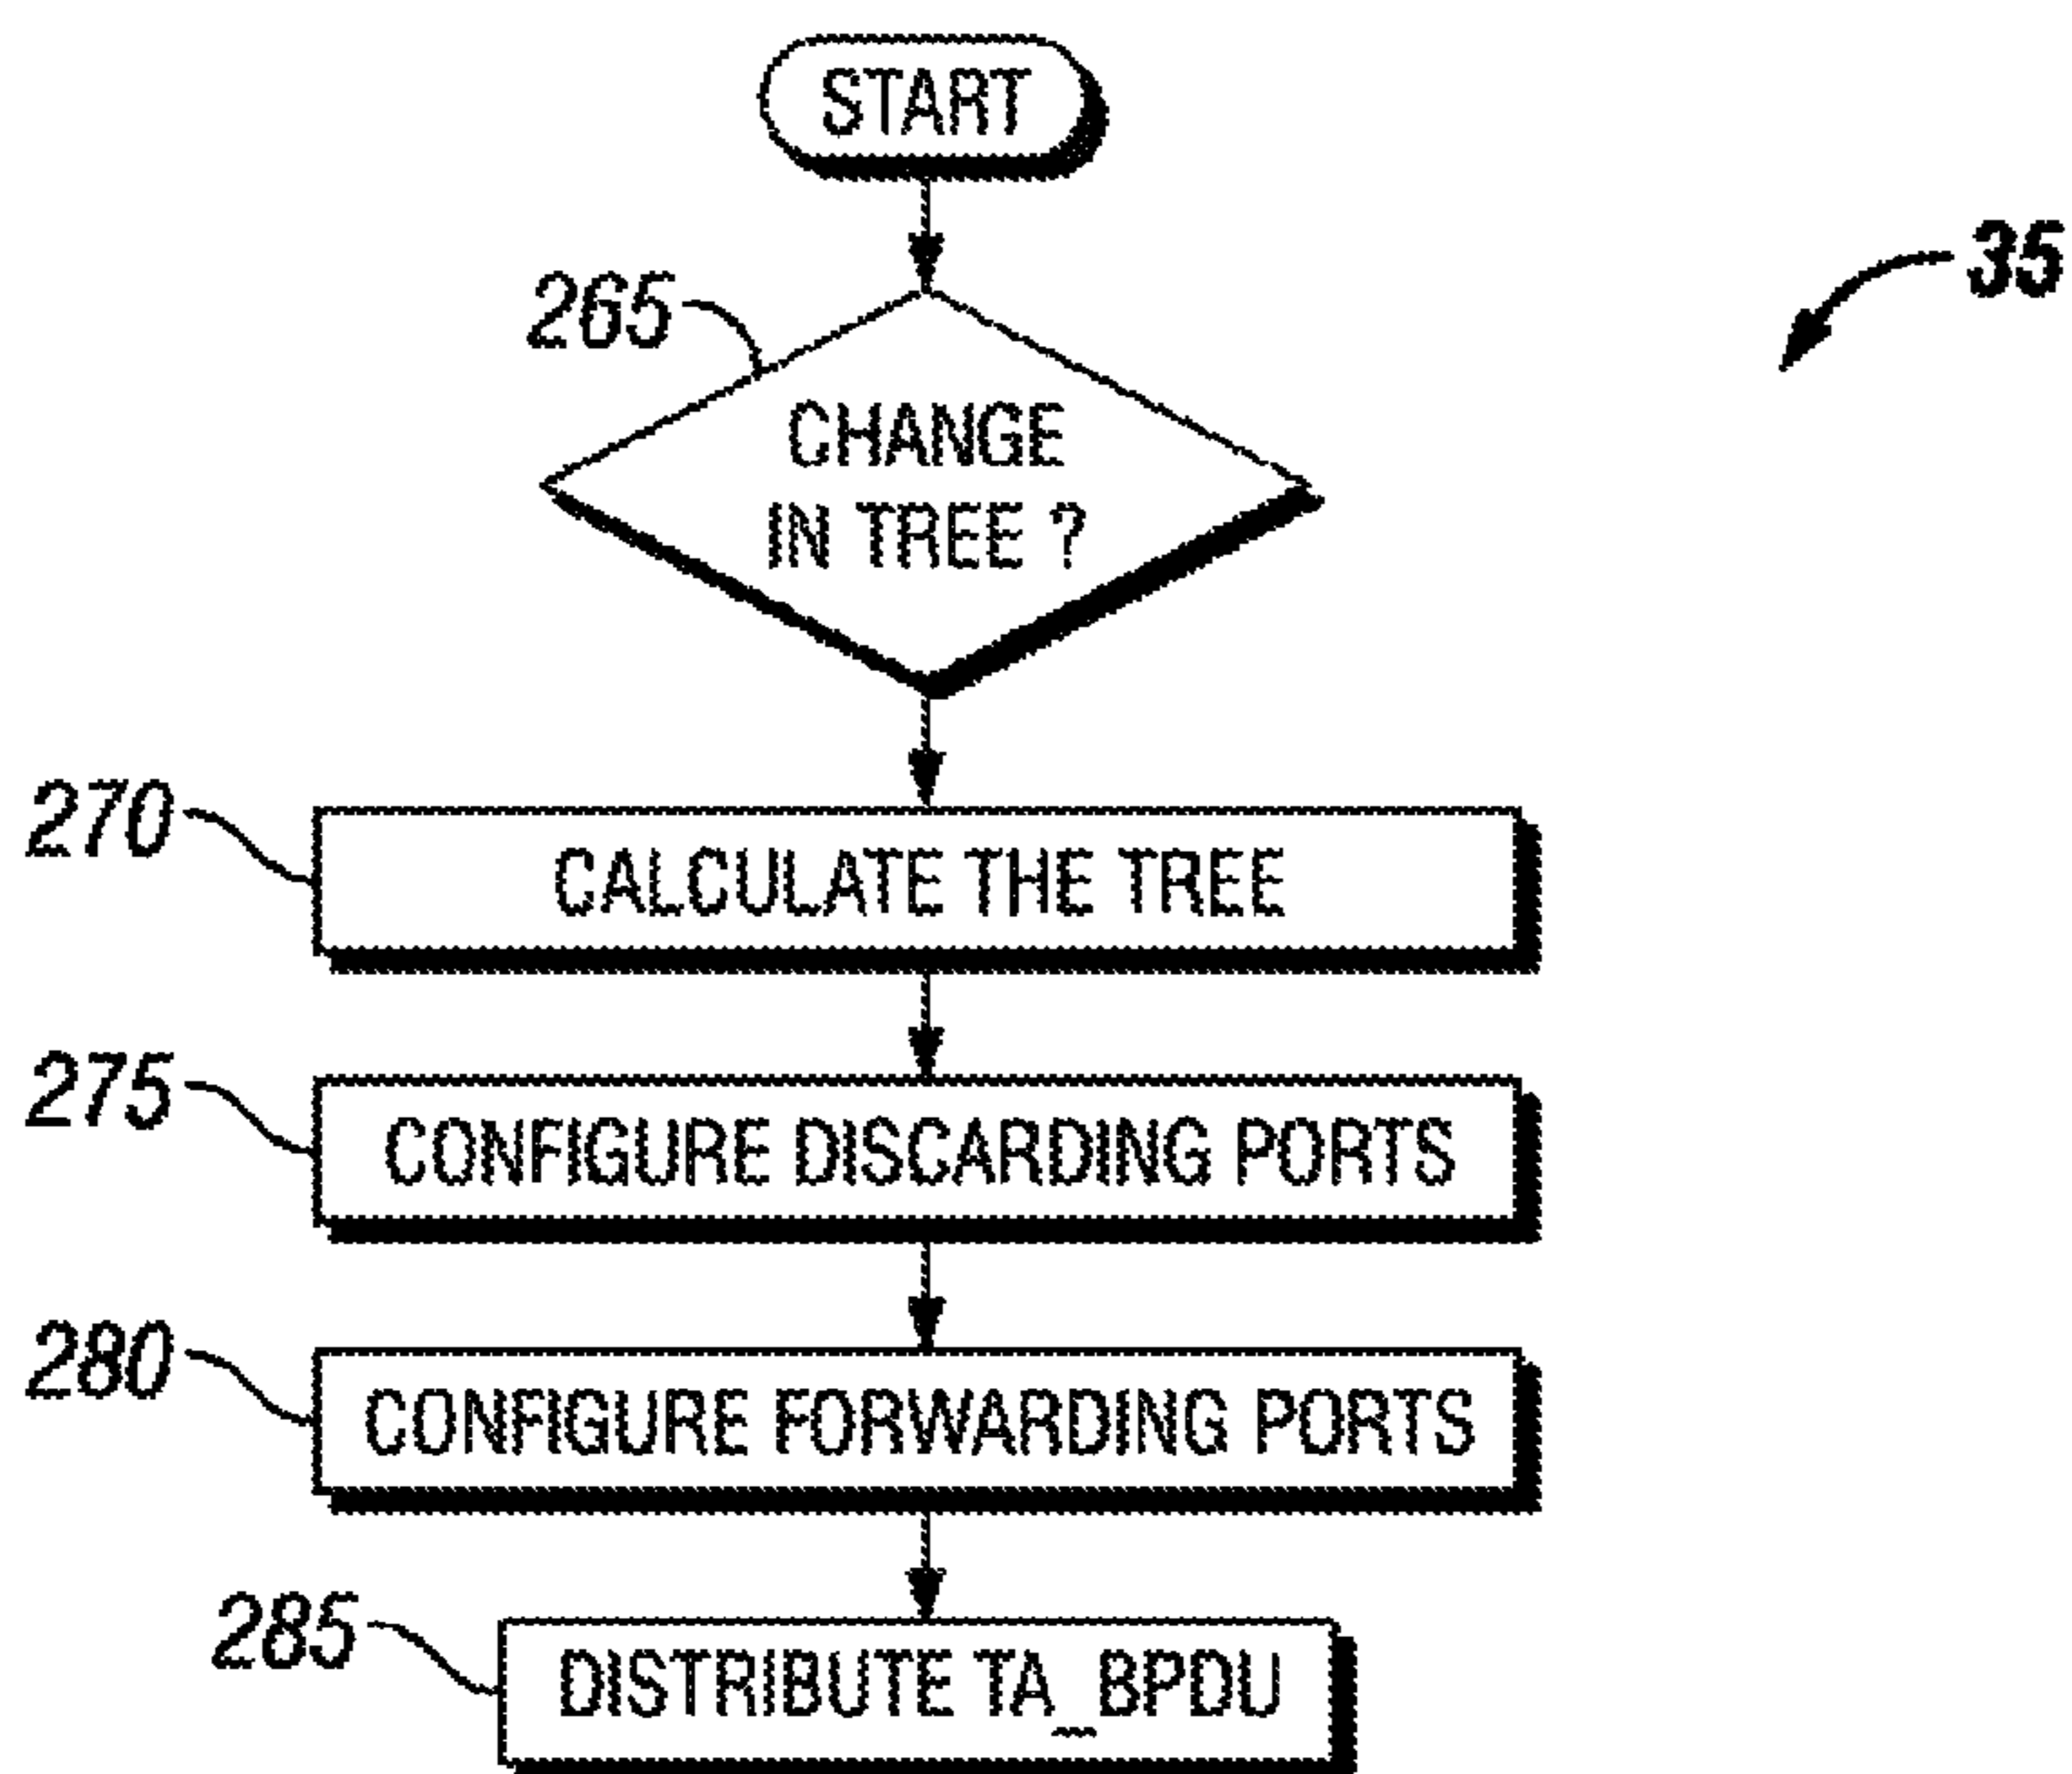 START
35
265
CHANGE
IN TREE ?
270
CALCULATE THE TREE
275
CONFIGURE DISCARDING PORTS
280
CONFIGURE FORWARDING PORTS
285
DISTRIBUTE TA_BPDU